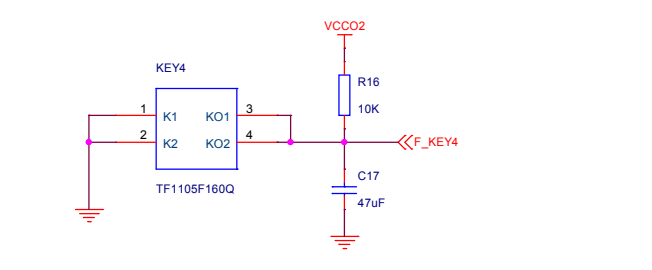 VCCO2
KEY4
R16
10K
1
K1
KO1
3
2
K2
KO2
4
F_KEY4
TF1105F160Q
C17
47uF